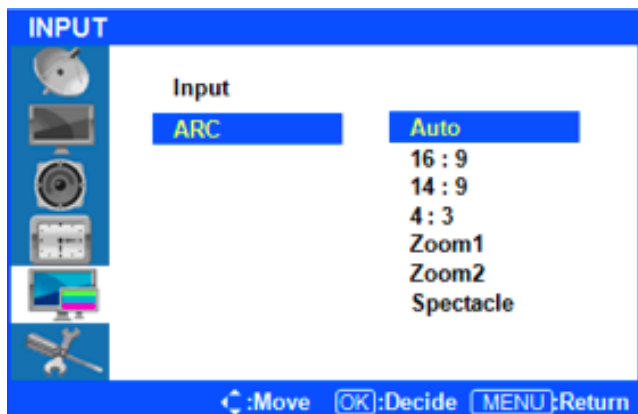 INPUT
Input
ARC
Auto
16 : 9
14 : 9
4 : 3
Zoom1
Zoom2
Spectacle
:Move OK:Decide MENU:Return